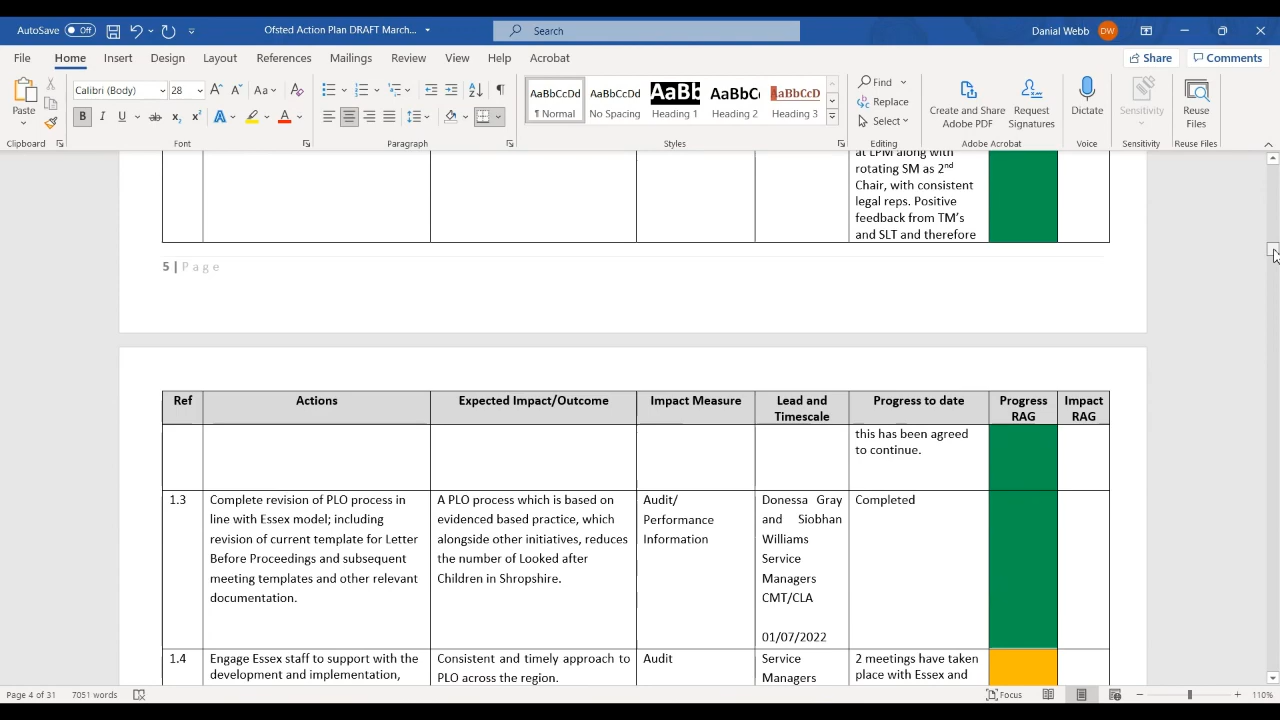 AutoSave Off
Ofsted Action Plan DRAFT March...
Search
Danial Webb DW
File Home Insert Design Layout References Mailings Review View Help Acrobat Share Comments
Paste
Calibri (Body) 28
Aa
B I U ab x₂ x² A A
AaBbCcDd AaBbCcDd AaBb AaBbCc AaBbCcD
¶ Normal No Spacing Heading 1 Heading 2 Heading 3
Find
Replace
Select
Create and Share Adobe PDF
Request Signatures
Dictate
Sensitivity
Reuse Files
Clipboard Font Paragraph Styles Editing Adobe Acrobat Voice Sensitivity Reuse Files
at LPM along with
rotating SM as 2nd
Chair, with consistent
legal reps. Positive
feedback from TM's
and SLT and therefore
5 | Page
Ref Actions Expected Impact/Outcome Impact Measure Lead and Timescale Progress to date Progress RAG Impact RAG
this has been agreed
to continue.
1.3
Complete revision of PLO process in
line with Essex model; including
revision of current template for Letter
Before Proceedings and subsequent
meeting templates and other relevant
documentation.
A PLO process which is based on
evidenced based practice, which
alongside other initiatives, reduces
the number of Looked after
Children in Shropshire.
Audit/
Performance
Information
Donessa Gray
and Siobhan
Williams
Service
Managers
CMT/CLA
01/07/2022
Completed
1.4
Engage Essex staff to support with the
development and implementation,
Consistent and timely approach to
PLO across the region.
Audit
Service
Managers
2 meetings have taken
place with Essex and
Page 4 of 31 7051 words Focus 110%